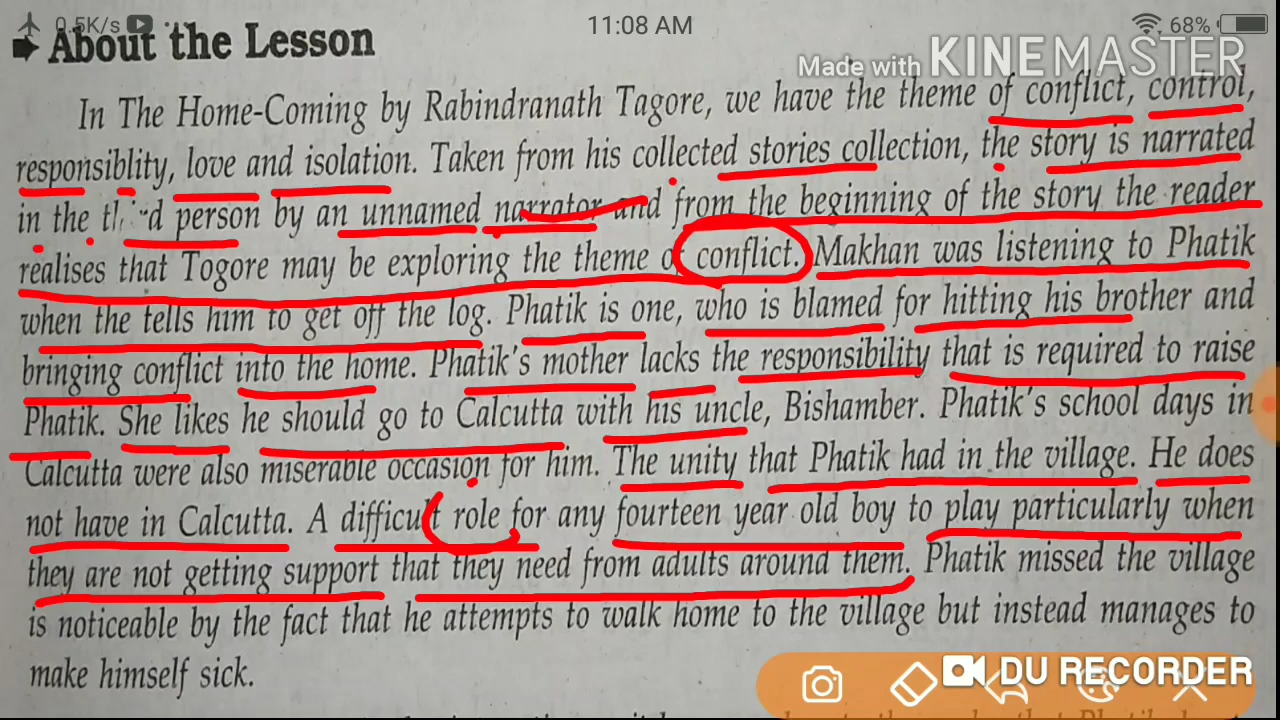 0.5K/s
11:08 AM
68%
Made with KINEMASTER
About the Lesson
In The Home-Coming by Rabindranath Tagore, we have the theme of conflict, control,
responsiblity, love and isolation. Taken from his collected stories collection, the story is narrated
in the third person by an unnamed narrator and from the beginning of the story the reader
realises that Togore may be exploring the theme of conflict. Makhan was listening to Phatik
when the tells him to get off the log. Phatik is one, who is blamed for hitting his brother and
bringing conflict into the home. Phatik's mother lacks the responsibility that is required to raise
Phatik. She likes he should go to Calcutta with his uncle, Bishamber. Phatik's school days in
Calcutta were also miserable occasion for him. The unity that Phatik had in the village. He does
not have in Calcutta. A difficult role for any fourteen year old boy to play particularly when
they are not getting support that they need from adults around them. Phatik missed the village
is noticeable by the fact that he attempts to walk home to the village but instead manages to
make himself sick.
DU RECORDER